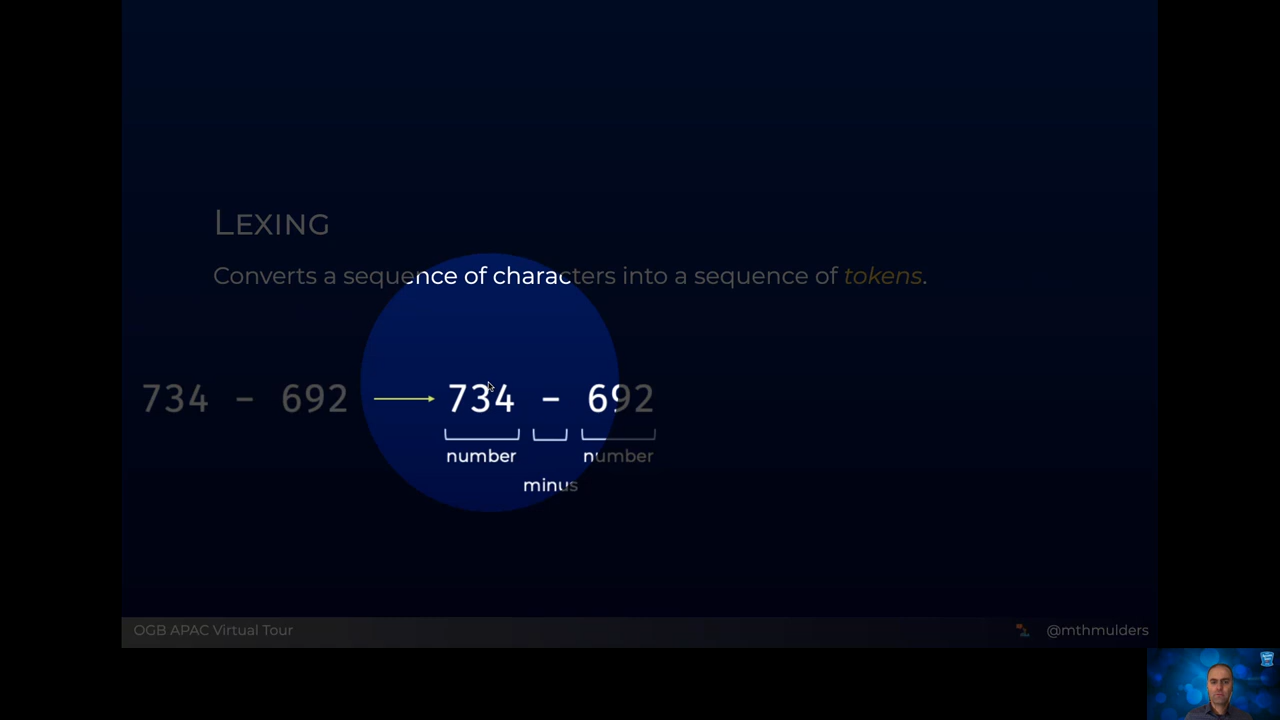 LEXING
Converts a sequence of characters into a sequence of tokens.
734 - 692 734 - 692
number number
minus
OGB APAC Virtual Tour @mthmulders